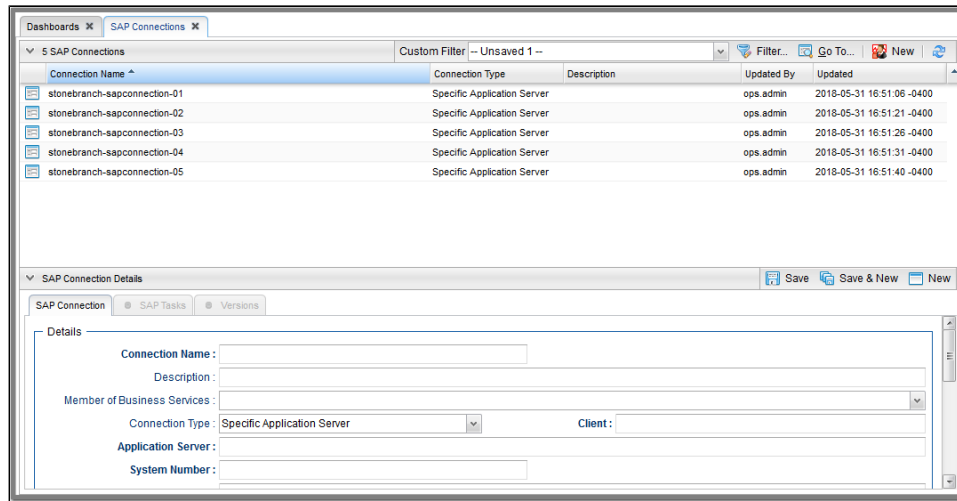 Dashboards SAP Connections
5 SAP Connections Custom Filter -- Unsaved 1 -- Filter... Go To... New
Connection Name Connection Type Description Updated By Updated
stonebranch-sapconnection-01 Specific Application Server ops.admin 2018-05-31 16:51:06 -0400
stonebranch-sapconnection-02 Specific Application Server ops.admin 2018-05-31 16:51:21 -0400
stonebranch-sapconnection-03 Specific Application Server ops.admin 2018-05-31 16:51:26 -0400
stonebranch-sapconnection-04 Specific Application Server ops.admin 2018-05-31 16:51:31 -0400
stonebranch-sapconnection-05 Specific Application Server ops.admin 2018-05-31 16:51:40 -0400
SAP Connection Details Save Save & New New
SAP Connection SAP Tasks Versions
Details
Connection Name :
Description :
Member of Business Services :
Connection Type : Specific Application Server Client :
Application Server :
System Number :